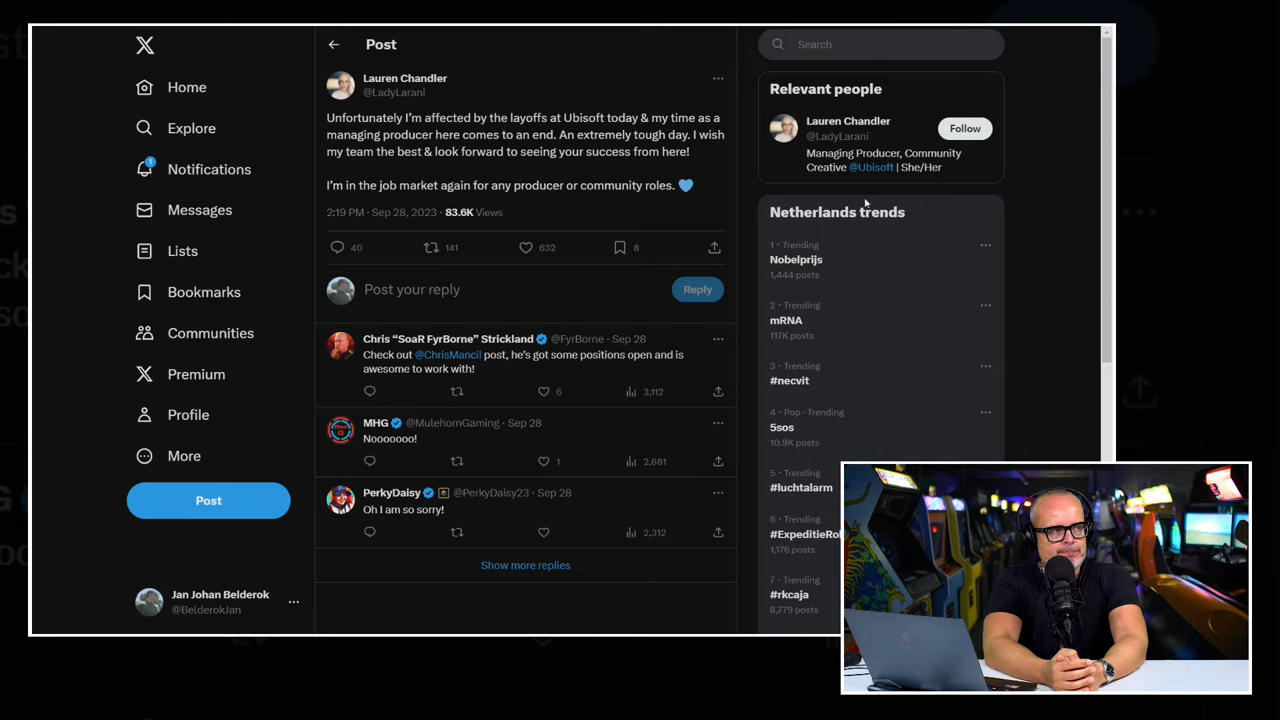 Post
Search
Home
Explore
1
Notifications
Messages
Lists
Bookmarks
Communities
Premium
Profile
More
Post
Jan Johan Belderok
@BelderokJan
Lauren Chandler
@LadyLarani
Unfortunately I'm affected by the layoffs at Ubisoft today & my time as a
managing producer here comes to an end. An extremely tough day. I wish
my team the best & look forward to seeing your success from here!
I'm in the job market again for any producer or community roles.
2:19 PM · Sep 28, 2023 · 83.6K Views
40 141 632 8
Post your reply
Reply
Chris "SoaR FyrBorne" Strickland @FyrBorne · Sep 28
Check out @ChrisMancil post, he's got some positions open and is
awesome to work with!
6 3,112
MHG @MulehornGaming · Sep 28
Nooooooo!
1 2,681
PerkyDaisy @PerkyDaisy23 · Sep 28
Oh I am so sorry!
2,312
Show more replies
Relevant people
Lauren Chandler
@LadyLarani
Follow
Managing Producer, Community
Creative @Ubisoft | She/Her
Netherlands trends
1 · Trending
Nobelprijs
1,444 posts
2 · Trending
mRNA
117K posts
3 · Trending
#necvit
4 · Pop · Trending
5sos
10.9K posts
5 · Trending
#luchtalarm
6 · Trending
#ExpeditieRo
1,176 posts
7 · Trending
#rkcaja
8,779 posts